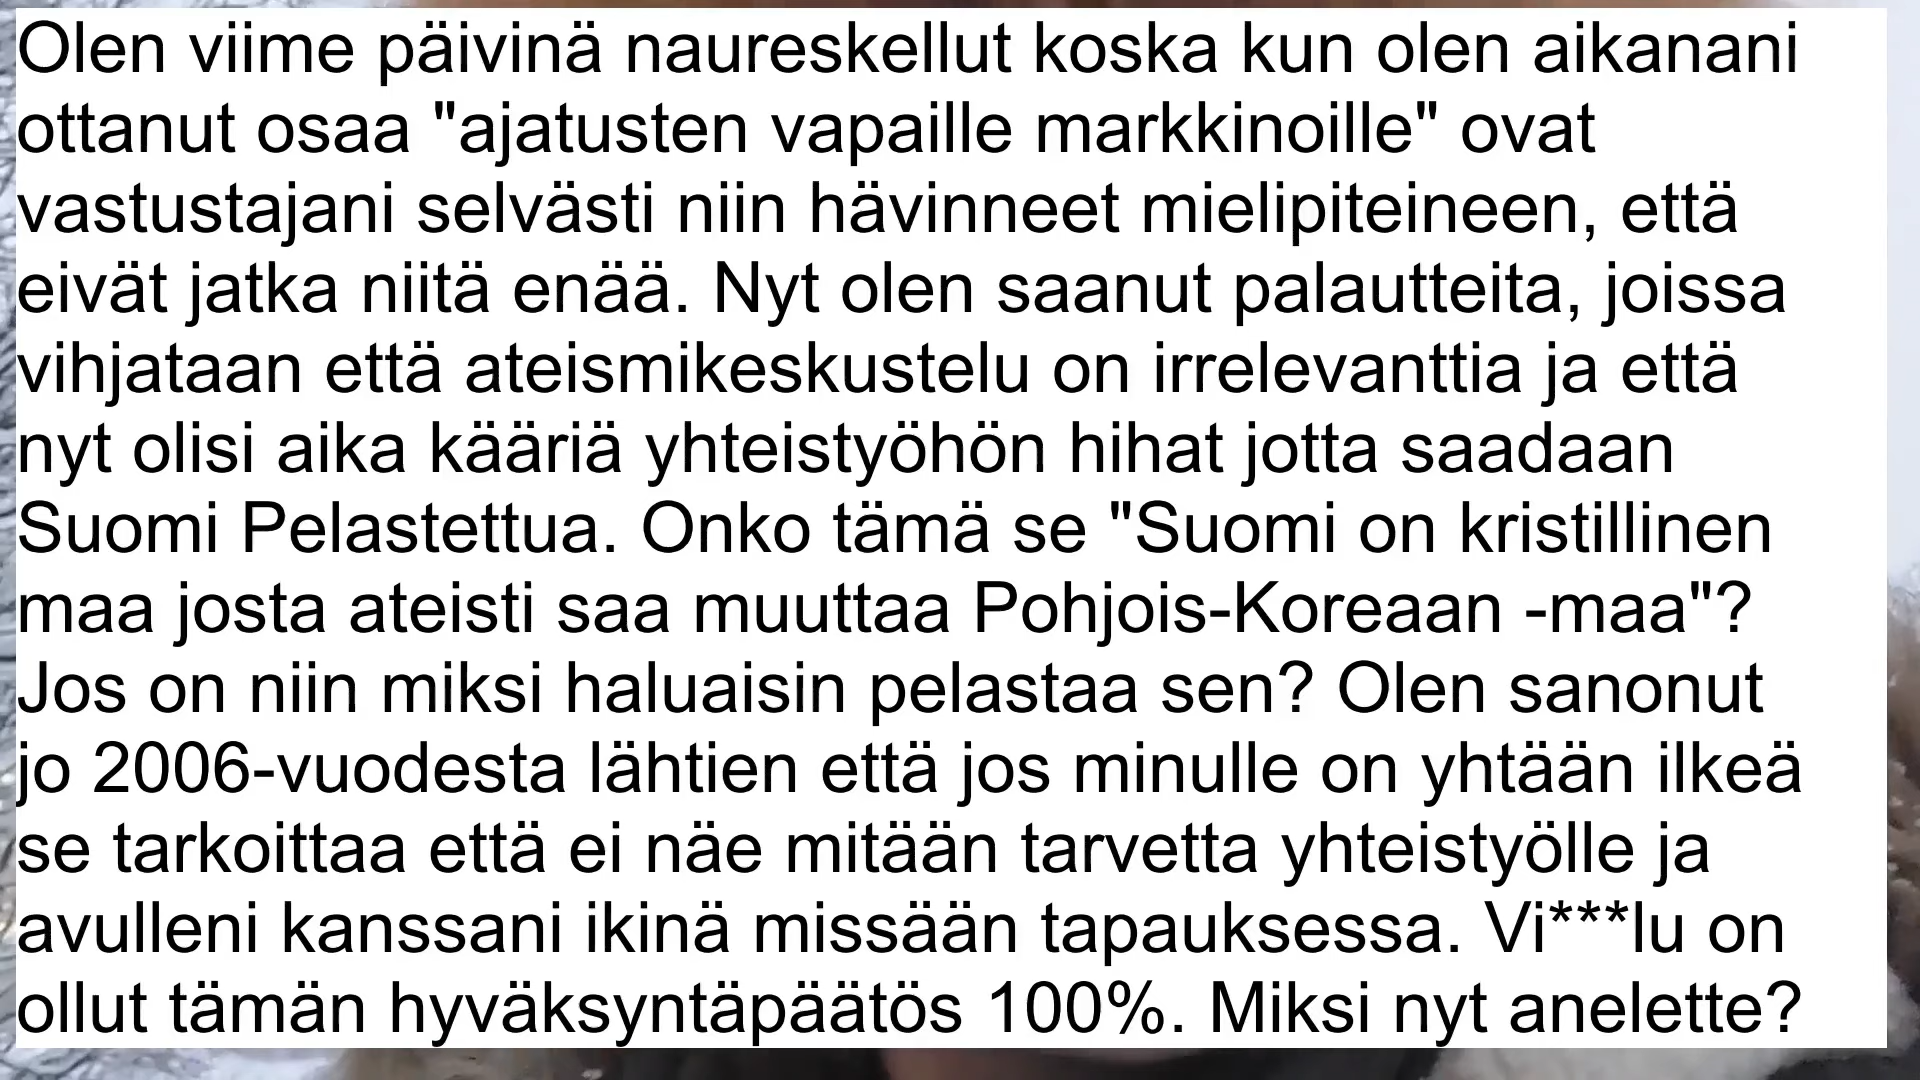 Olen viime päivinä naureskellut koska kun olen aikanani
ottanut osaa "ajatusten vapaille markkinoille" ovat
vastustajani selvästi niin hävinneet mielipiteineen, että
eivät jatka niitä enää. Nyt olen saanut palautteita, joissa
vihjataan että ateismikeskustelu on irrelevanttia ja että
nyt olisi aika kääriä yhteistyöhön hihat jotta saadaan
Suomi Pelastettua. Onko tämä se "Suomi on kristillinen
maa josta ateisti saa muuttaa Pohjois-Koreaan -maa"?
Jos on niin miksi haluaisin pelastaa sen? Olen sanonut
jo 2006-vuodesta lähtien että jos minulle on yhtään ilkeä
se tarkoittaa että ei näe mitään tarvetta yhteistyölle ja
avulleni kanssani ikinä missään tapauksessa. Vi***lu on
ollut tämän hyväksyntäpäätös 100%. Miksi nyt anelette?